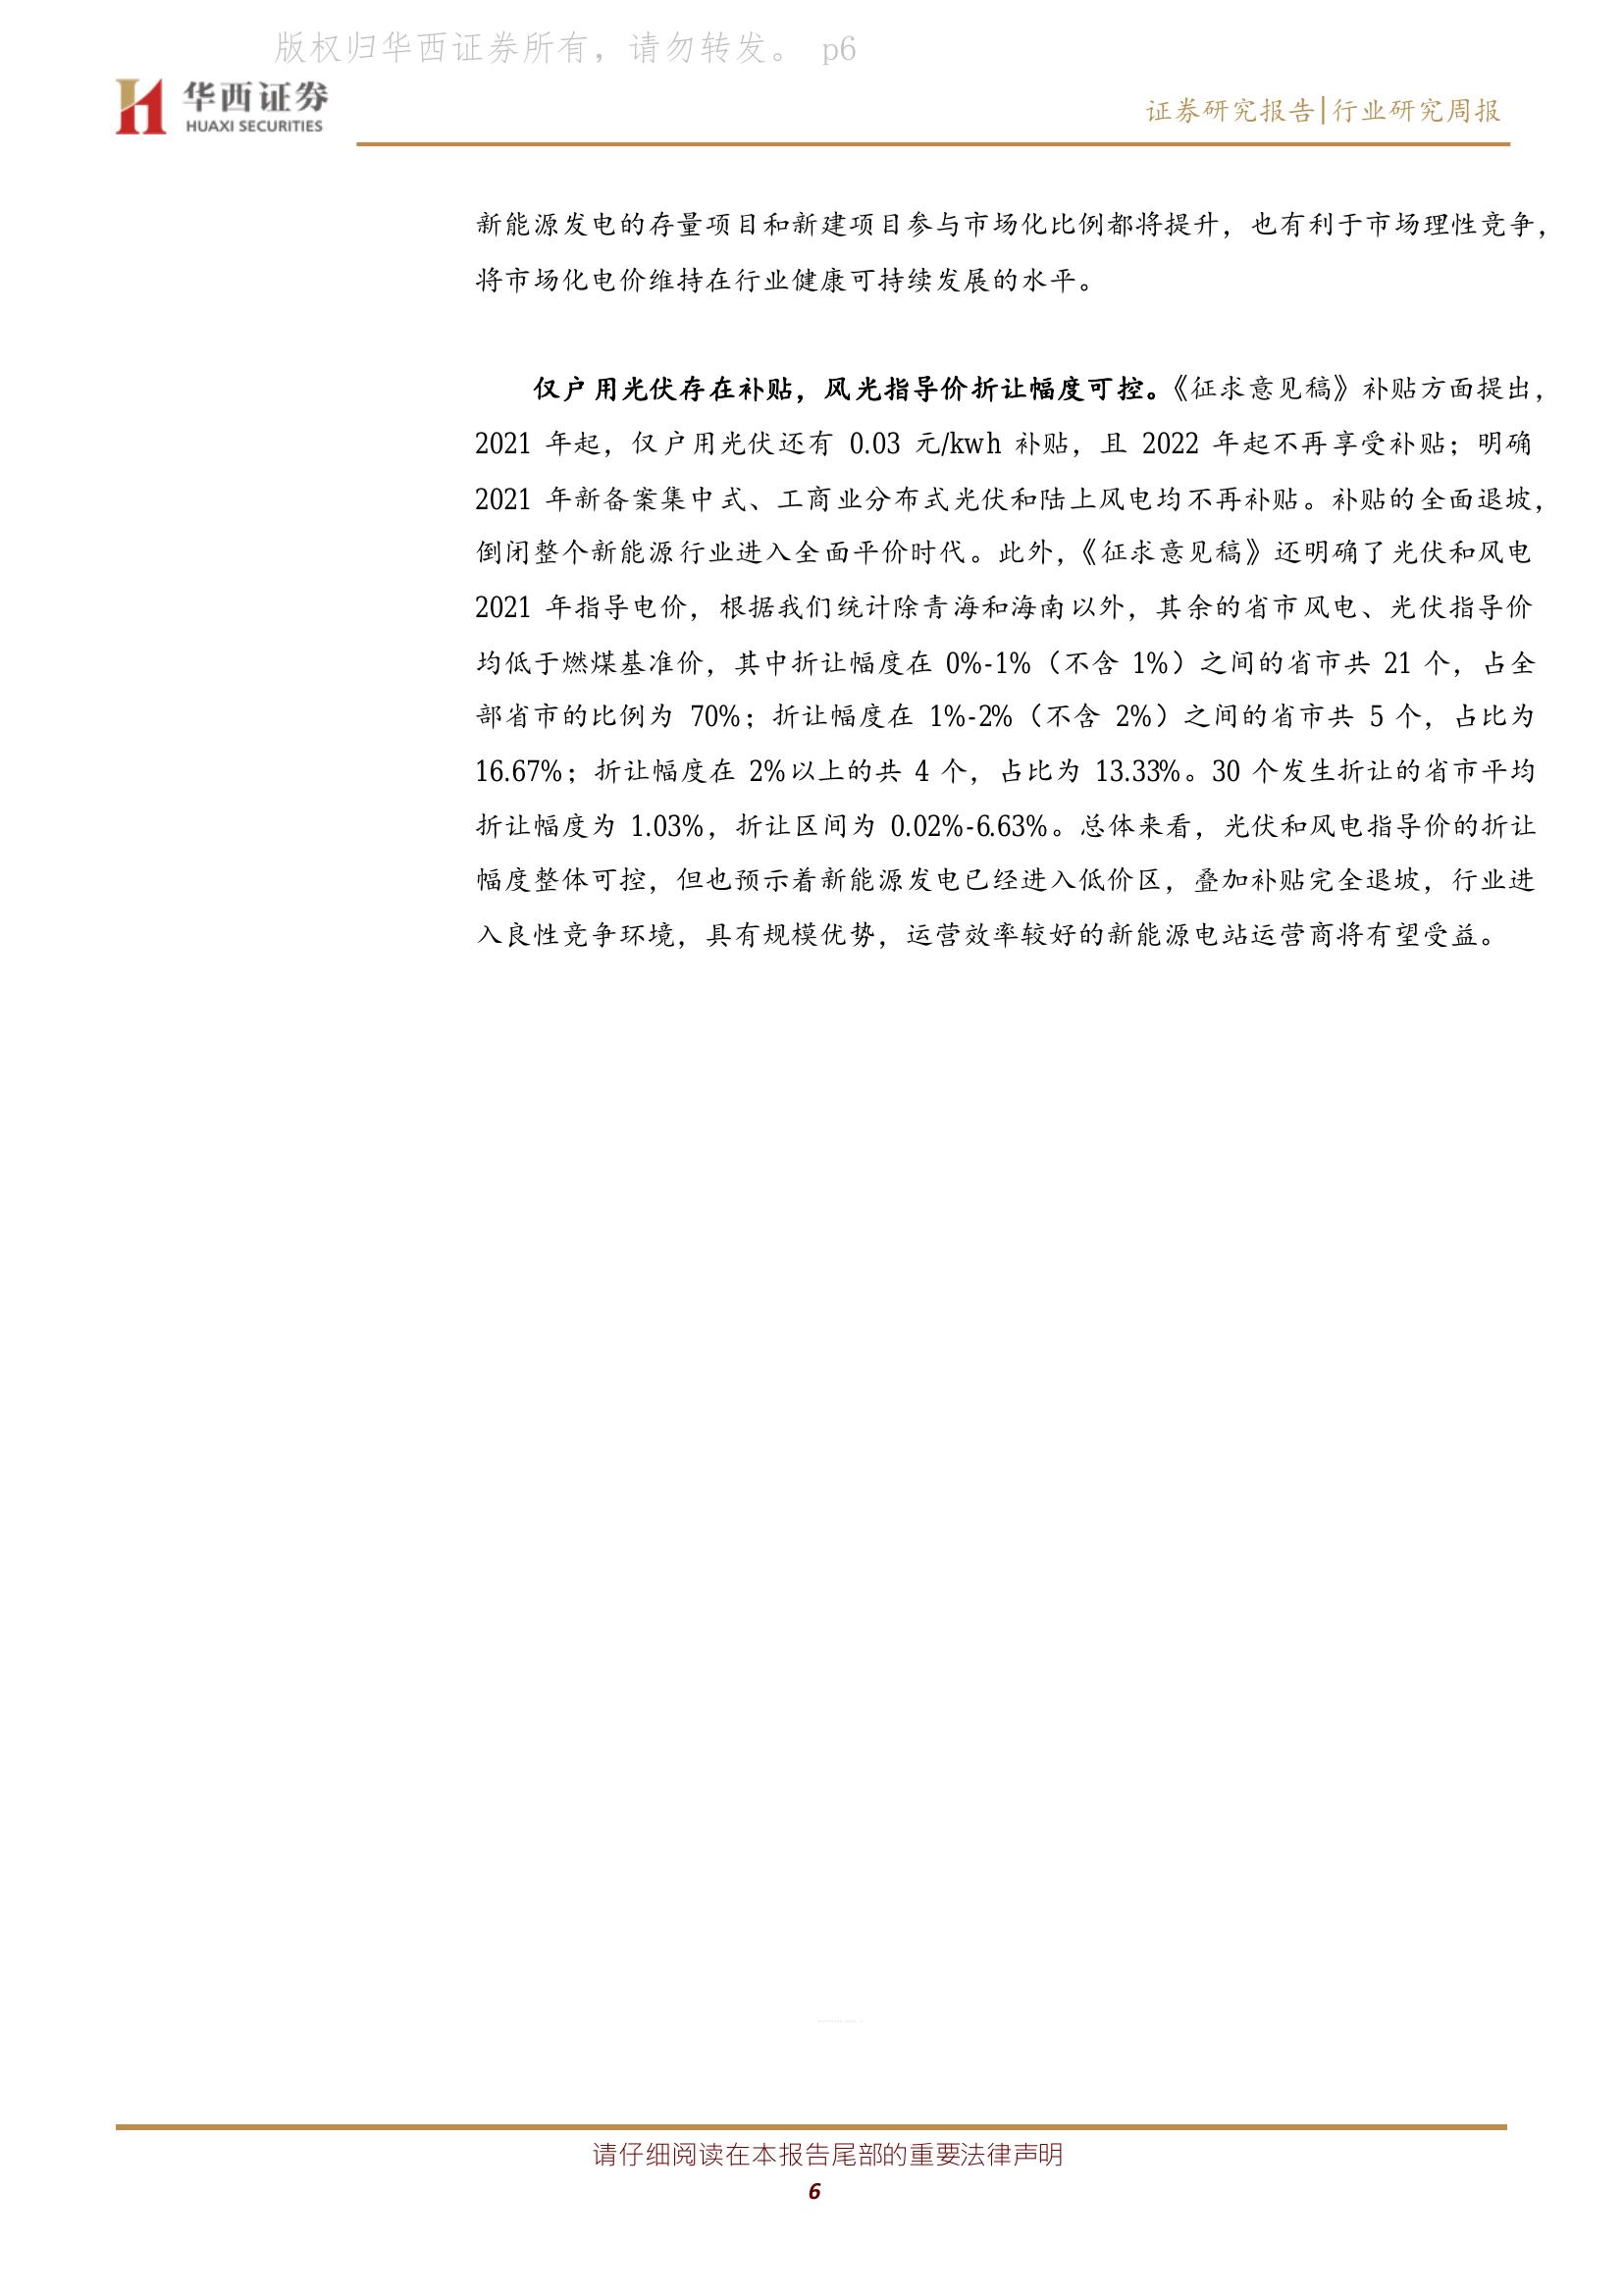 版权归华西证券所有，请勿转发。 p6
华西证券
HUAXI SECURITIES
证券研究报告|行业研究周报
新能源发电的存量项目和新建项目参与市场化比例都将提升，也有利于市场理性竞争，
将市场化电价维持在行业健康可持续发展的水平。
仅户用光伏存在补贴，风光指导价折让幅度可控。《征求意见稿》补贴方面提出，
2021 年起，仅户用光伏还有 0.03 元/kwh 补贴，且 2022 年起不再享受补贴；明确
2021 年新备案集中式、工商业分布式光伏和陆上风电均不再补贴。补贴的全面退坡，
倒闭整个新能源行业进入全面平价时代。此外，《征求意见稿》还明确了光伏和风电
2021 年指导电价，根据我们统计除青海和海南以外，其余的省市风电、光伏指导价
均低于燃煤基准价，其中折让幅度在 0%-1%（不含 1%）之间的省市共 21 个，占全
部省市的比例为 70%；折让幅度在 1%-2%（不含 2%）之间的省市共 5 个，占比为
16.67%；折让幅度在 2%以上的共 4 个，占比为 13.33%。30 个发生折让的省市平均
折让幅度为 1.03%，折让区间为 0.02%-6.63%。总体来看，光伏和风电指导价的折让
幅度整体可控，但也预示着新能源发电已经进入低价区，叠加补贴完全退坡，行业进
入良性竞争环境，具有规模优势，运营效率较好的新能源电站运营商将有望受益。
请仔细阅读在本报告尾部的重要法律声明
6